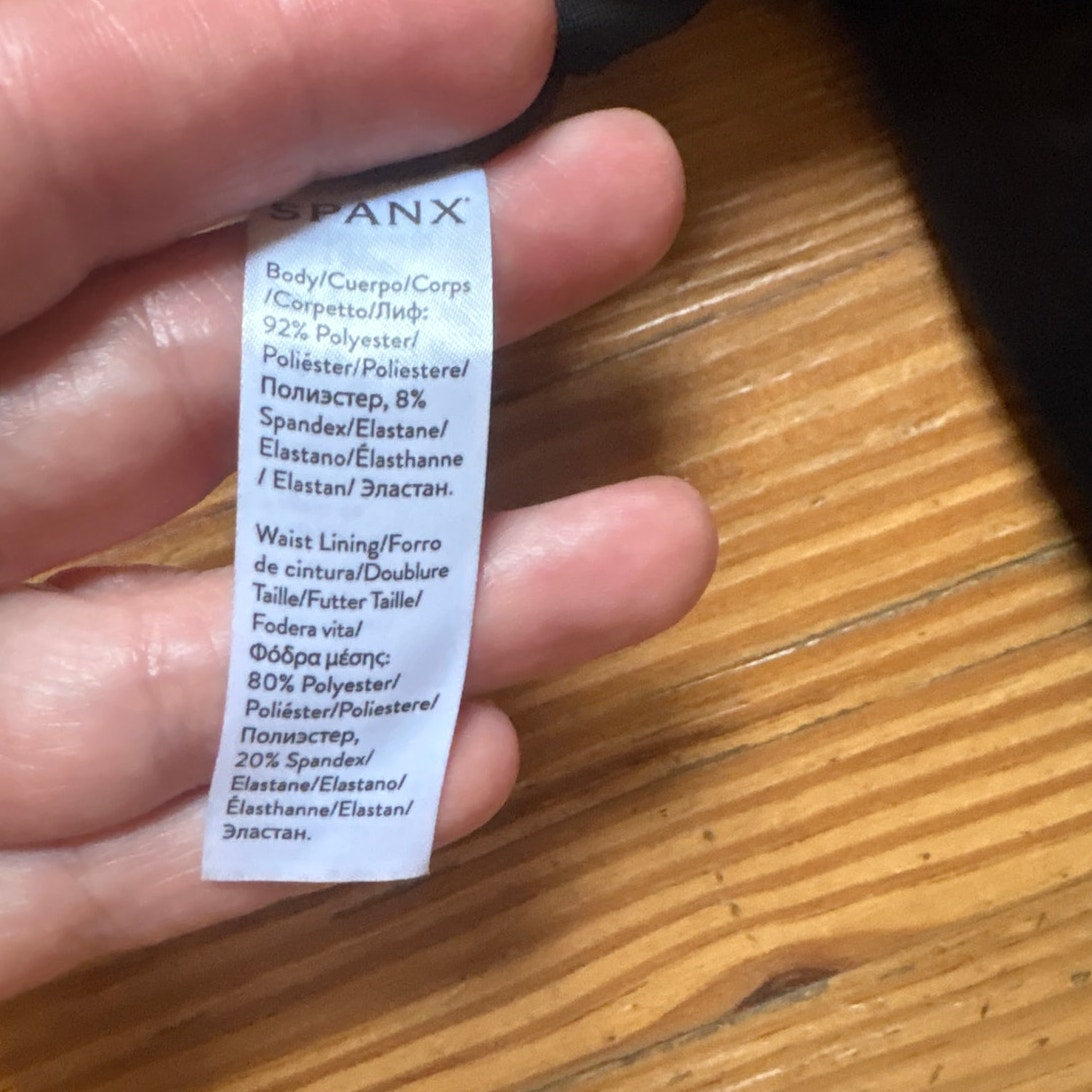 SPANX
Body/Cuerpo/Corps
/Corpetto/Лиф:
92% Polyester/
Poliéster/Poliestere/
Полиэстер, 8%
Spandex/Elastane/
Elastano/Élasthanne
/ Elastan/ Эластан.
Waist Lining/Forro
de cintura/Doublure
Taille/Futter Taille/
Fodera vita/
Φόδρα μέσης:
80% Polyester/
Poliéster/Poliestere/
Полиэстер,
20% Spandex/
Elastane/Elastano/
Élasthanne/Elastan/
Эластан.